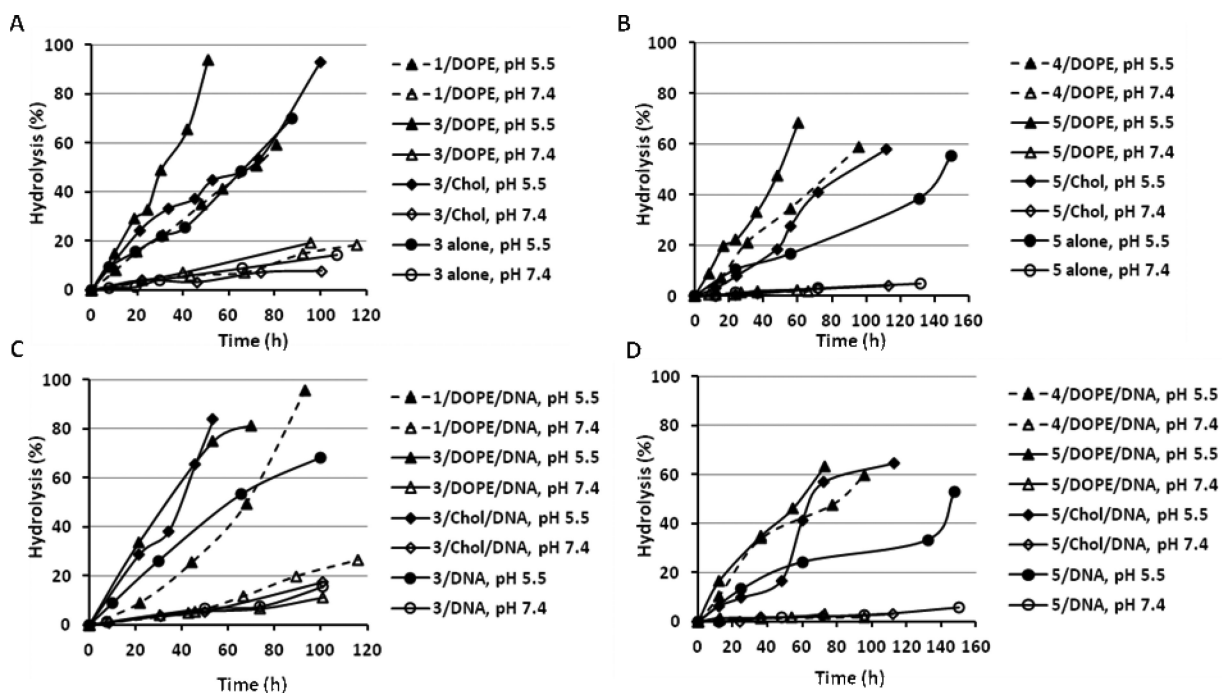 A
Hydrolysis (%)
100
80
60
40
20
0
0 20 40 60 80 100 120
Time (h)
1/DOPE, pH 5.5
1/DOPE, pH 7.4
3/DOPE, pH 5.5
3/DOPE, pH 7.4
3/Chol, pH 5.5
3/Chol, pH 7.4
3 alone, pH 5.5
3 alone, pH 7.4
B
Hydrolysis (%)
100
80
60
40
20
0
0 20 40 60 80 100 120 140 160
Time (h)
4/DOPE, pH 5.5
4/DOPE, pH 7.4
5/DOPE, pH 5.5
5/DOPE, pH 7.4
5/Chol, pH 5.5
5/Chol, pH 7.4
5 alone, pH 5.5
5 alone, pH 7.4
C
Hydrolysis (%)
100
80
60
40
20
0
0 20 40 60 80 100 120
Time (h)
1/DOPE/DNA, pH 5.5
1/DOPE/DNA, pH 7.4
3/DOPE/DNA, pH 5.5
3/DOPE/DNA, pH 7.4
3/Chol/DNA, pH 5.5
3/Chol/DNA, pH 7.4
3/DNA, pH 5.5
3/DNA, pH 7.4
D
Hydrolysis (%)
100
80
60
40
20
0
0 20 40 60 80 100 120 140 160
Time (h)
4/DOPE/DNA, pH 5.5
4/DOPE/DNA, pH 7.4
5/DOPE/DNA, pH 5.5
5/DOPE/DNA, pH 7.4
5/Chol/DNA, pH 5.5
5/Chol/DNA, pH 7.4
5/DNA, pH 5.5
5/DNA, pH 7.4